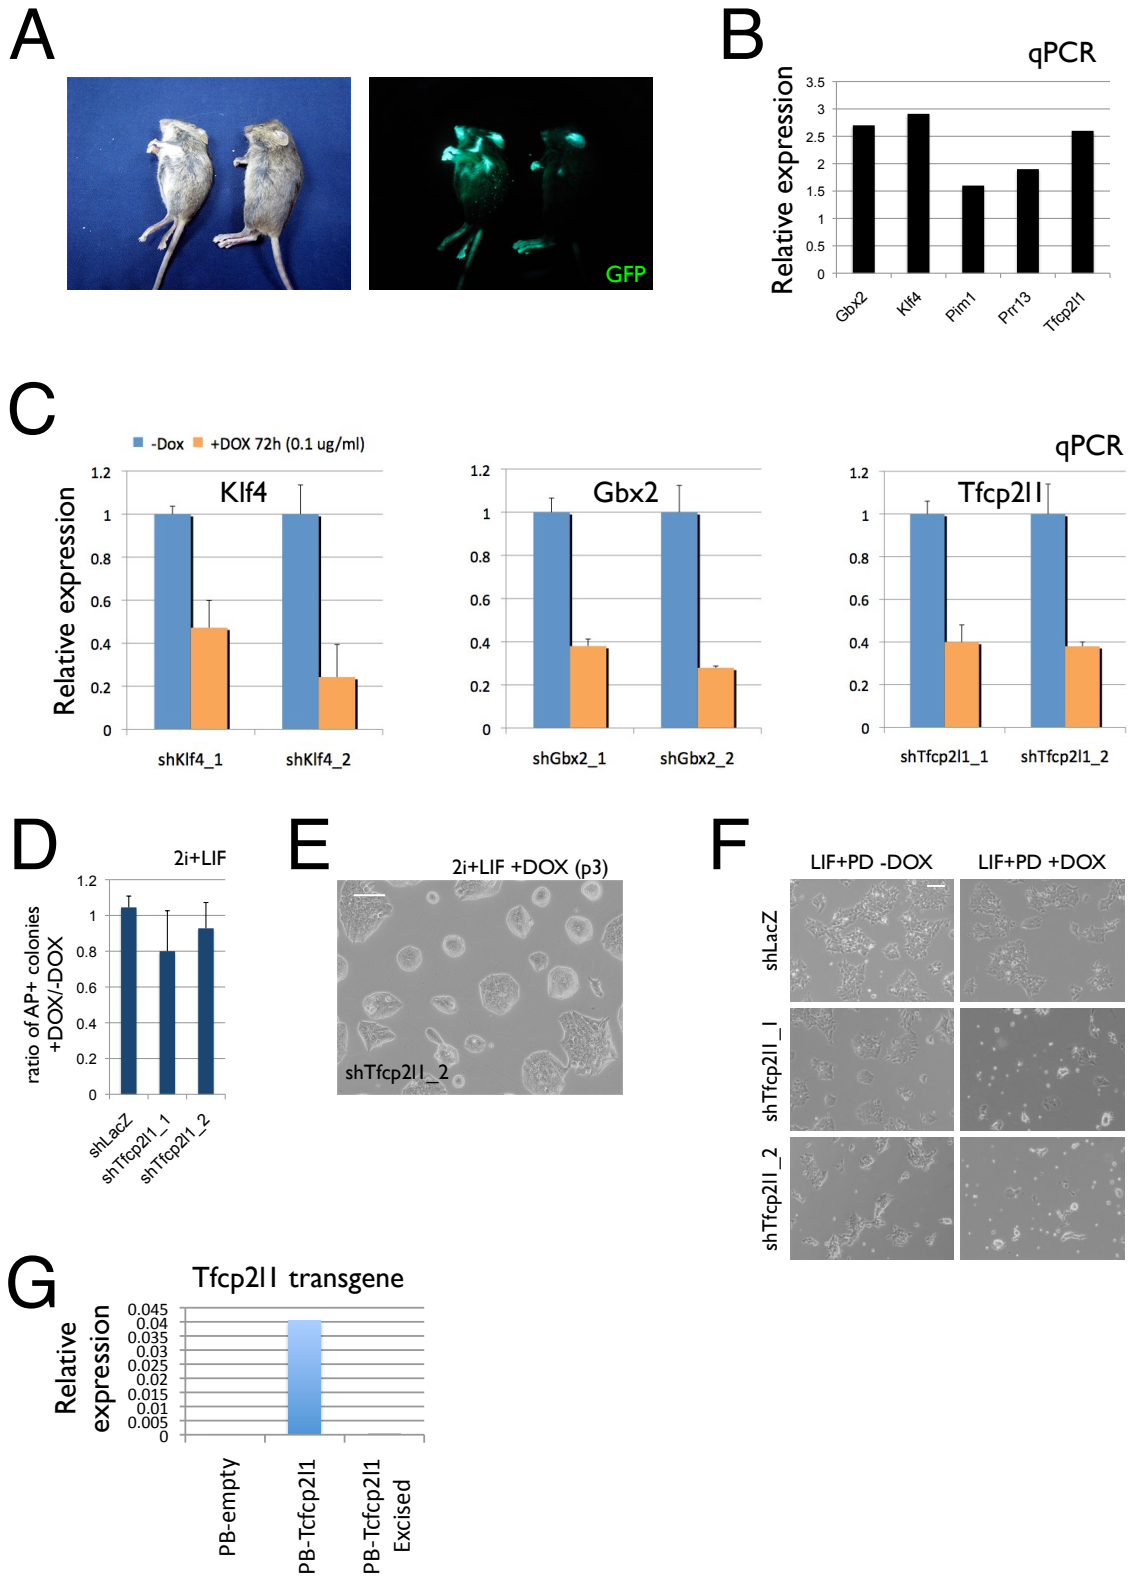 A
GFP
B
qPCR
Relative expression
3.5
3
2.5
2
1.5
1
0.5
0
Gbx2
Klf4
Pim1
Prr13
Tfcp2l1
C
-Dox +DOX 72h (0.1 ug/ml)
qPCR
Relative expression
Klf4
1.2
1
0.8
0.6
0.4
0.2
0
shKlf4_1 shKlf4_2
Gbx2
1.2
1
0.8
0.6
0.4
0.2
0
shGbx2_1 shGbx2_2
Tfcp2l1
1.2
1
0.8
0.6
0.4
0.2
0
shTfcp2l1_1 shTfcp2l1_2
D
2i+LIF
ratio of AP+ colonies
+DOX/-DOX
1.2
1
0.8
0.6
0.4
0.2
0
shLacZ
shTfcp2l1_1
shTfcp2l1_2
E
2i+LIF +DOX (p3)
shTfcp2l1_2
F
LIF+PD -DOX LIF+PD +DOX
shLacZ
shTfcp2l1_1
shTfcp2l1_2
G
Tfcp2l1 transgene
Relative
expression
0.045
0.04
0.035
0.03
0.025
0.02
0.015
0.01
0.005
0
PB-empty
PB-Tcfcp2l1
PB-Tcfcp2l1
Excised